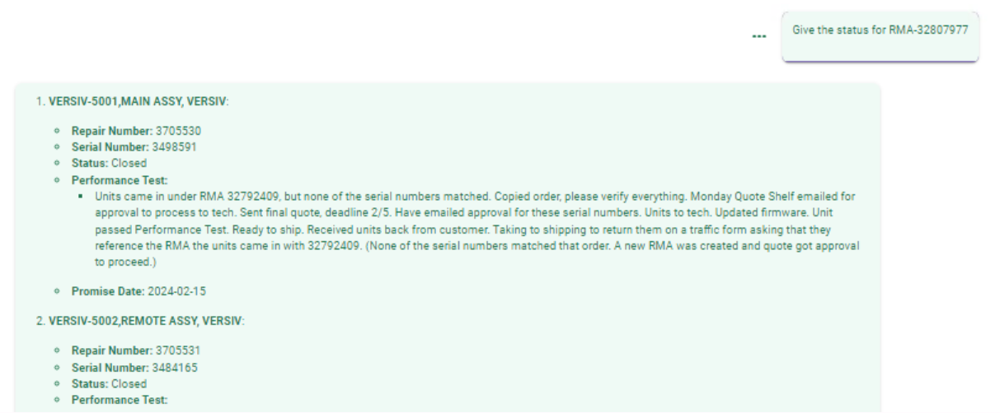 Give the status for RMA-32807977
1. VERSIV-5001,MAIN ASSY, VERSIV:
Repair Number: 3705530
Serial Number: 3498591
Status: Closed
Performance Test:
Units came in under RMA 32792409, but none of the serial numbers matched. Copied order, please verify everything. Monday Quote Shelf emailed for
approval to process to tech. Sent final quote, deadline 2/5. Have emailed approval for these serial numbers. Units to tech. Updated firmware. Unit
passed Performance Test. Ready to ship. Received units back from customer. Taking to shipping to return them on a traffic form asking that they
reference the RMA the units came in with 32792409. (None of the serial numbers matched that order. A new RMA was created and quote got approval
to proceed.)
Promise Date: 2024-02-15
2. VERSIV-5002,REMOTE ASSY, VERSIV:
Repair Number: 3705531
Serial Number: 3484165
Status: Closed
Performance Test: